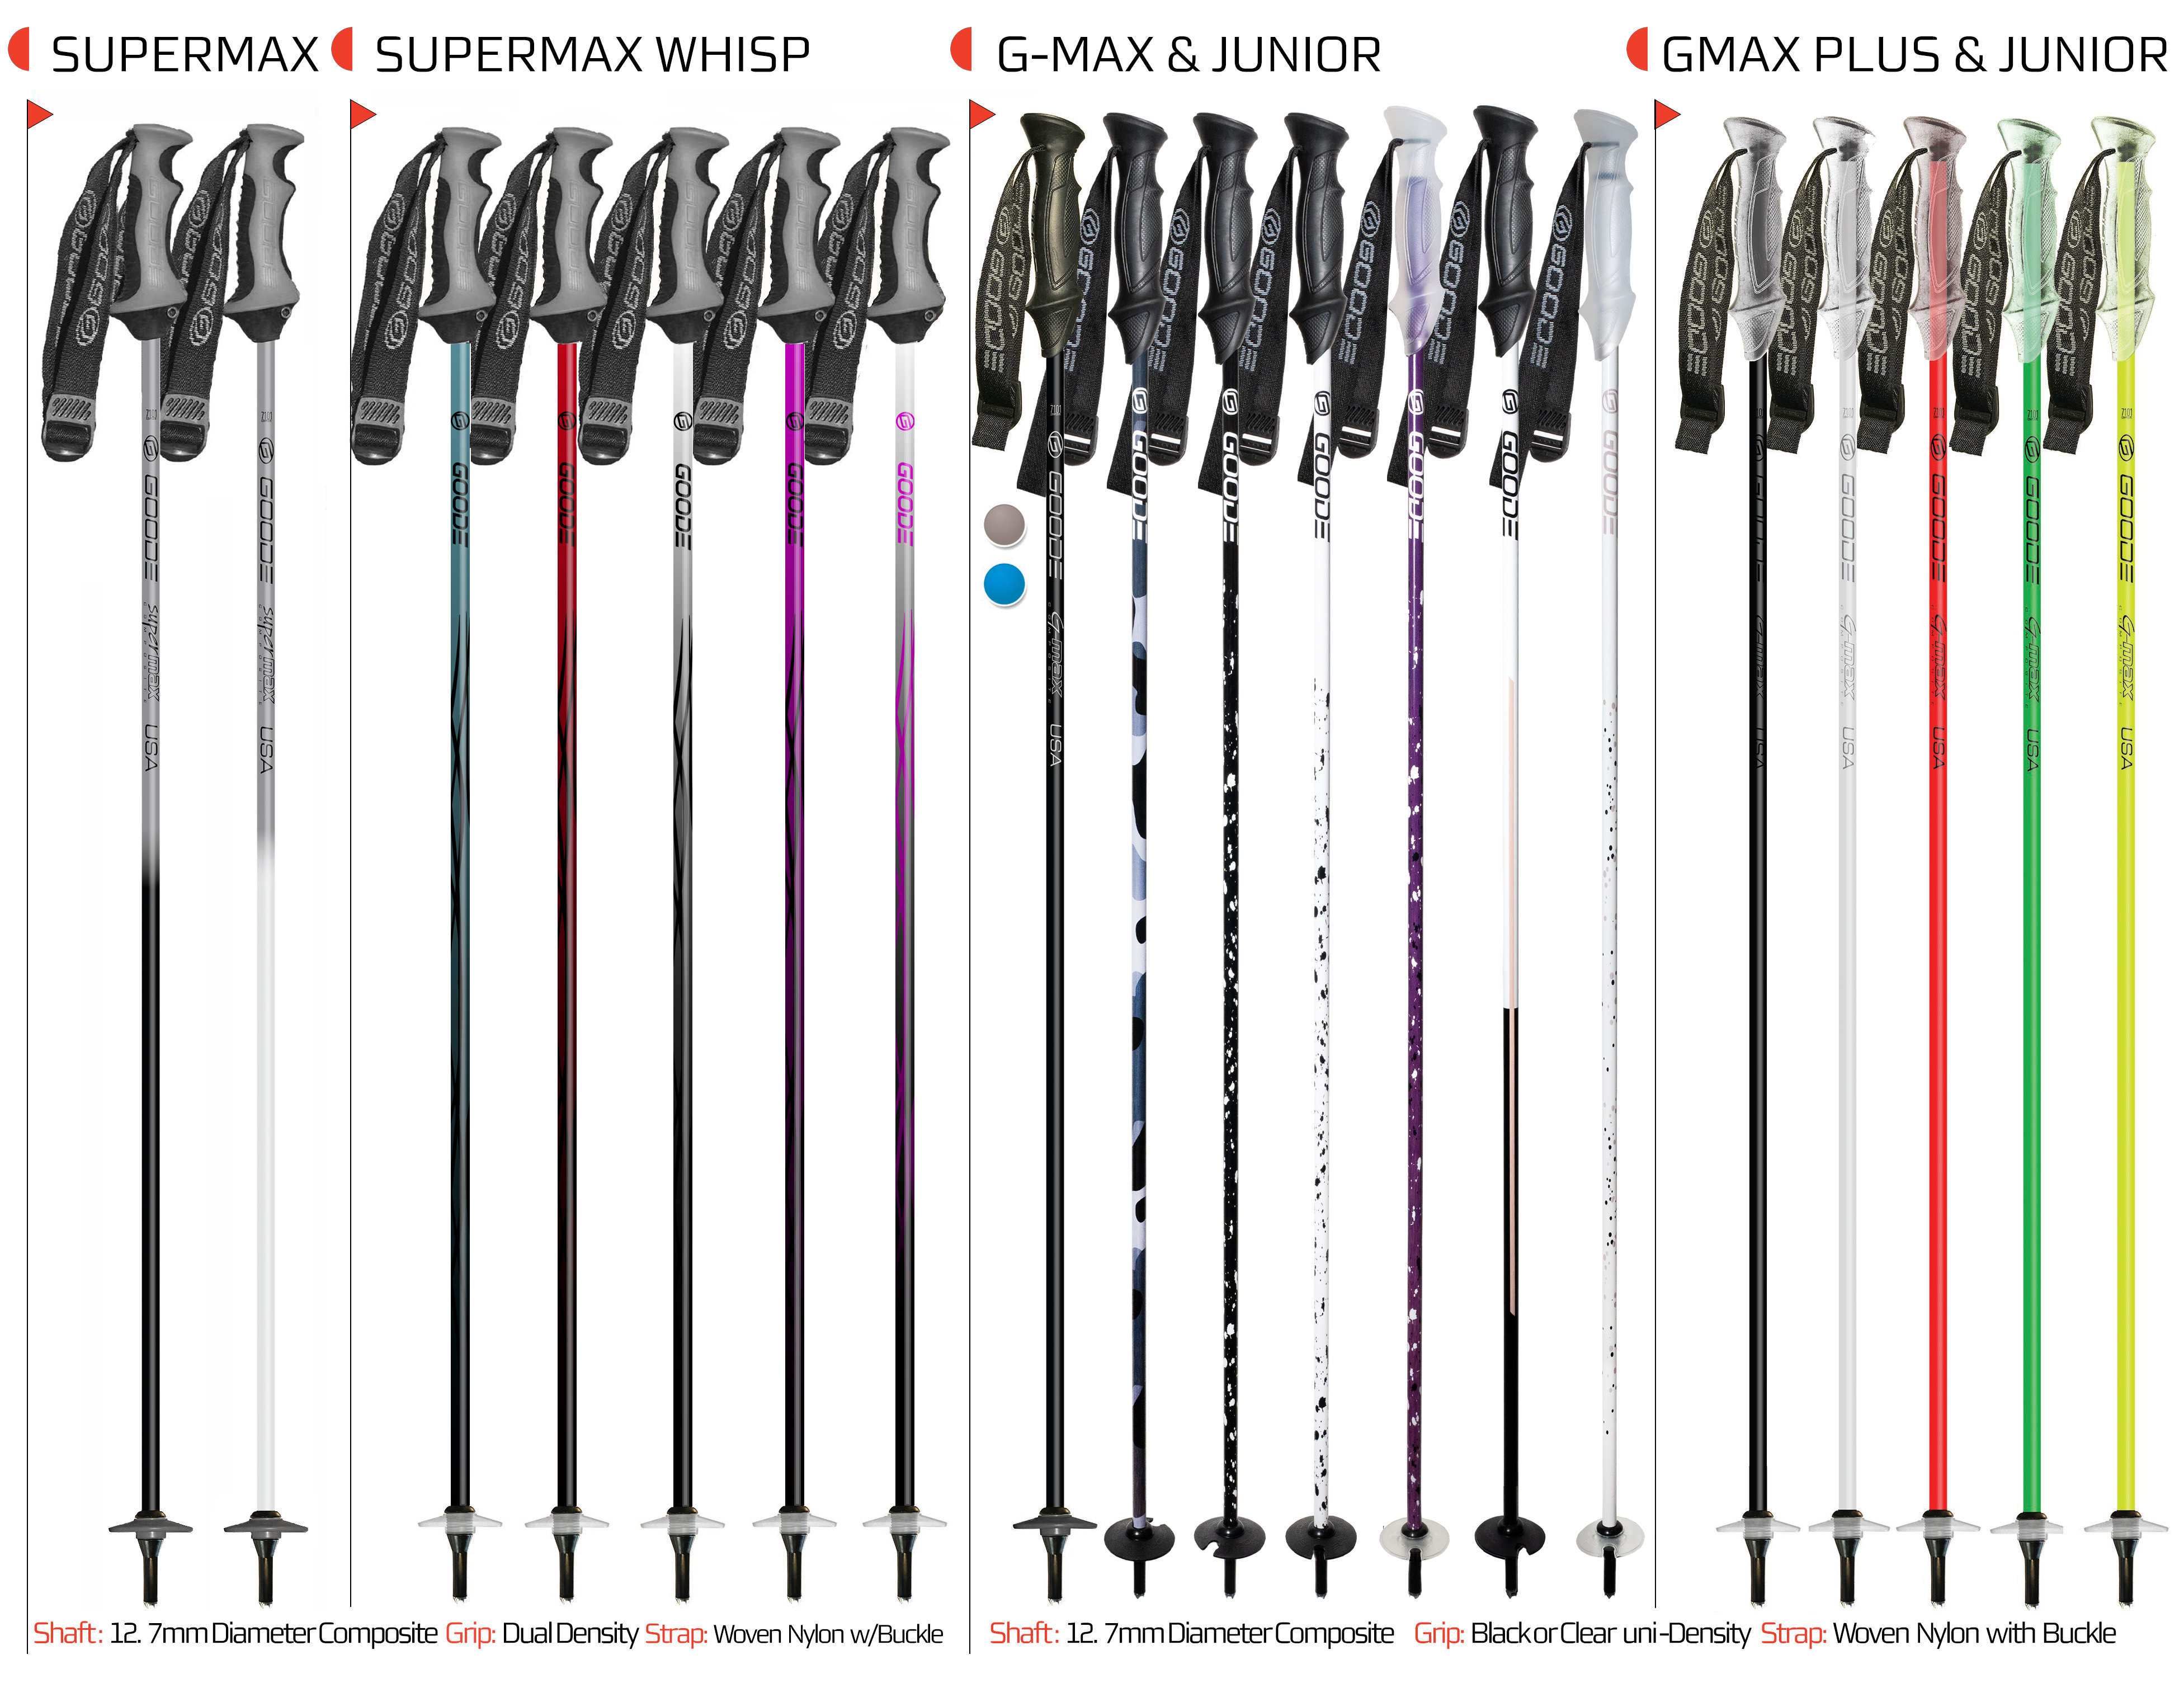 SUPERMAX
SUPERMAX WHISP
G-MAX & JUNIOR
GMAX PLUS & JUNIOR
GOODE supermax USA
GOODE supermax USA
GOODE
GOODE
GOODE
GOODE
GOODE
GOODE G-max USA
GOODE
GOODE
GOODE
GOODE
GOODE
GOODE
GOODE G-max USA
GOODE G-max USA
GOODE G-max USA
GOODE G-max USA
GOODE G-max USA
Shaft: 12. 7mm Diameter Composite Grip: Dual Density Strap: Woven Nylon w/Buckle
Shaft: 12. 7mm Diameter Composite Grip: Black or Clear uni-Density Strap: Woven Nylon with Buckle